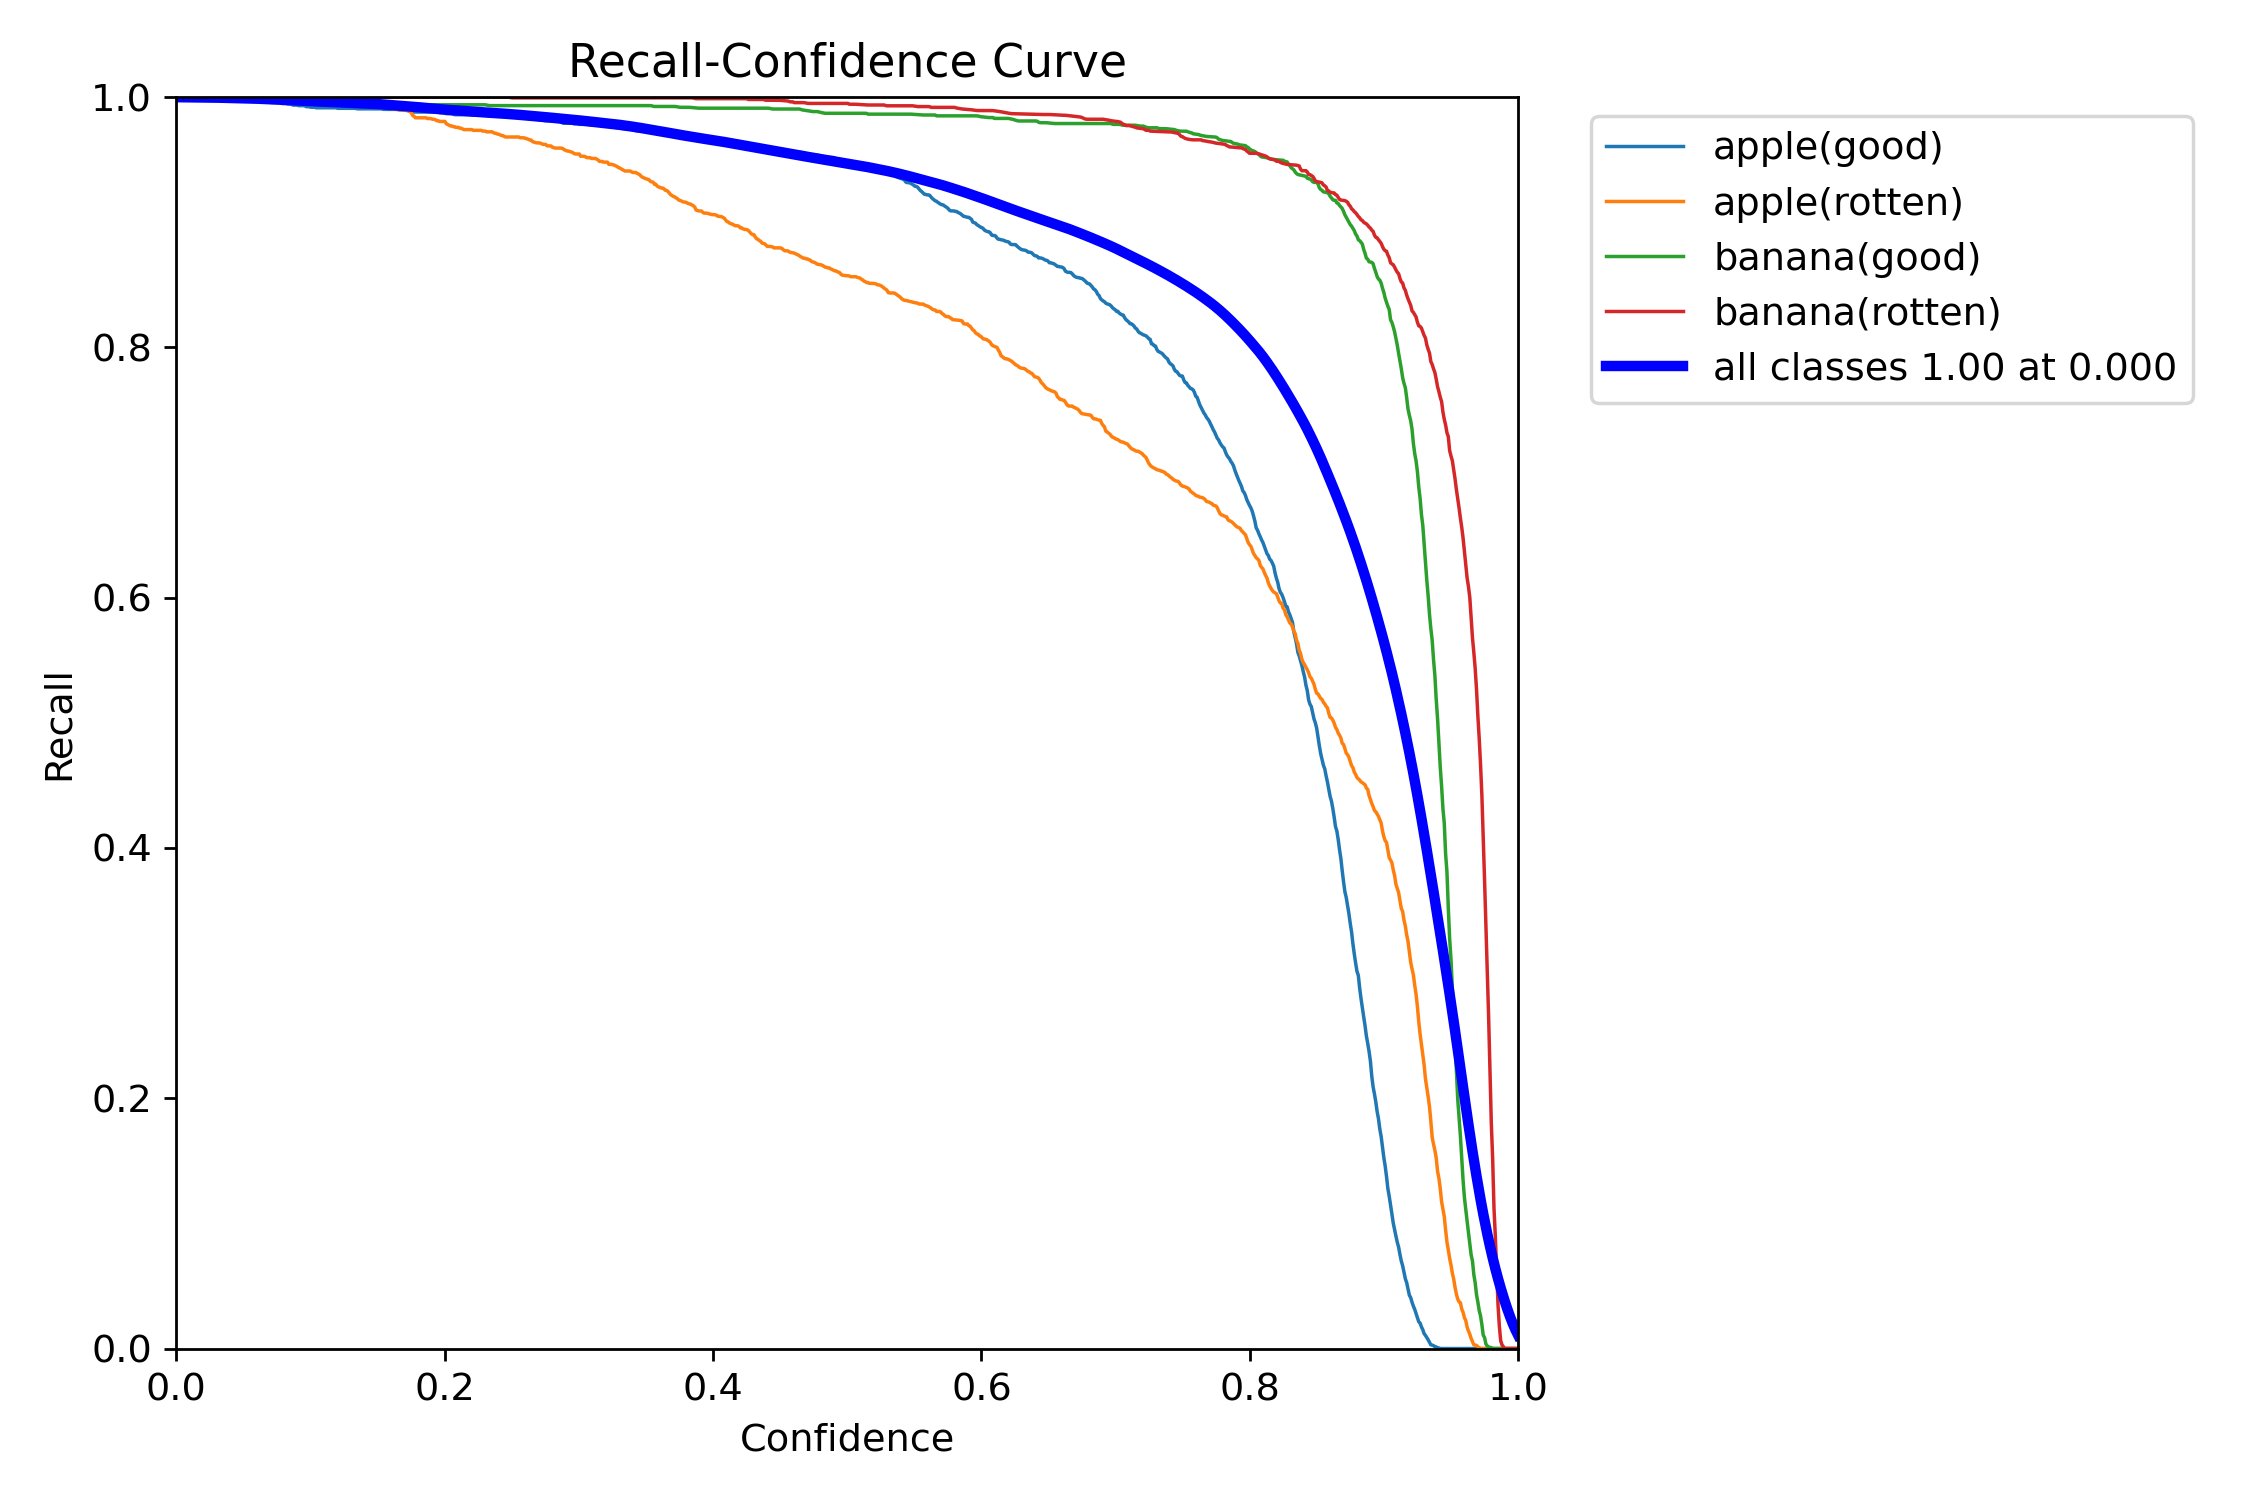 Recall-Confidence Curve
1.0
0.8
0.6
0.4
0.2
0.0
Recall
0.0 0.2 0.4 0.6 0.8 1.0
Confidence
apple(good)
apple(rotten)
banana(good)
banana(rotten)
all classes 1.00 at 0.000